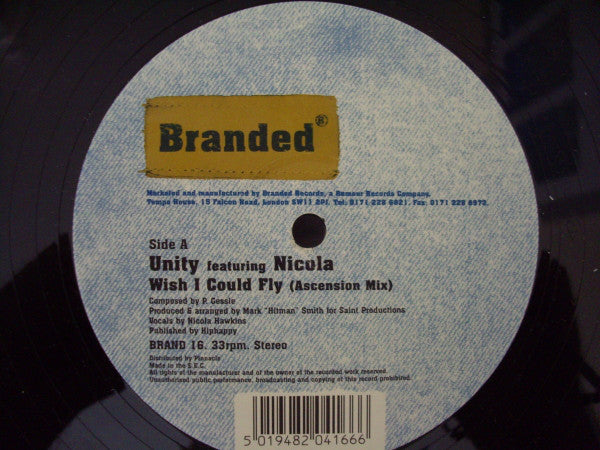 Branded®
Marketed and manufactured by Branded Records, a Rumour Records Company.
Tempo House, 15 Falcon Road, London SW11 2PJ. Tel: 0171 228 6821. Fax: 0171 228 6972.
Side A
Unity featuring Nicola
Wish I Could Fly (Ascension Mix)
Composed by P. Gessle
Produced & arranged by Mark "Hitman" Smith for Saint Productions
Vocals by Nicola Hawkins
Published by Hiphappy
BRAND 16. 33rpm. Stereo
Distributed by Pinnacle
Made in the E.E.C.
All rights of the manufacturer and of the owner of the recorded work reserved.
Unauthorised public performance, broadcasting and copying of this record prohibited.
5 019482 041666